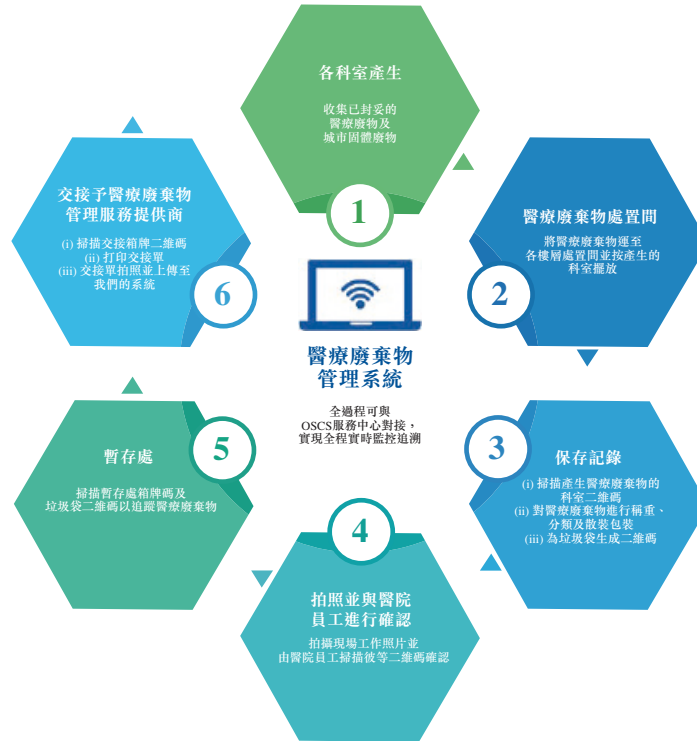 各科室產生
收集已封妥的
醫療廢物及
城市固體廢物
1
醫療廢棄物處置間
將醫療廢棄物運至
各樓層處置間並按產生的
科室擺放
2
保存記錄
(i) 掃描產生醫療廢棄物的
科室二維碼
(ii) 對醫療廢棄物進行稱重、
分類及散裝包裝
(iii) 為垃圾袋生成二維碼
3
4
拍照並與醫院
員工進行確認
拍攝現場工作照片並
由醫院員工掃描彼等二維碼確認
5
暫存處
掃描暫存處箱牌碼及
垃圾袋二維碼以追蹤醫療廢棄物
交接予醫療廢棄物
管理服務提供商
(i) 掃描交接箱牌二維碼
(ii) 打印交接單
(iii) 交接單拍照並上傳至
我們的系統
6
醫療廢棄物
管理系統
全過程可與
OSCS服務中心對接，
實現全程實時監控追溯